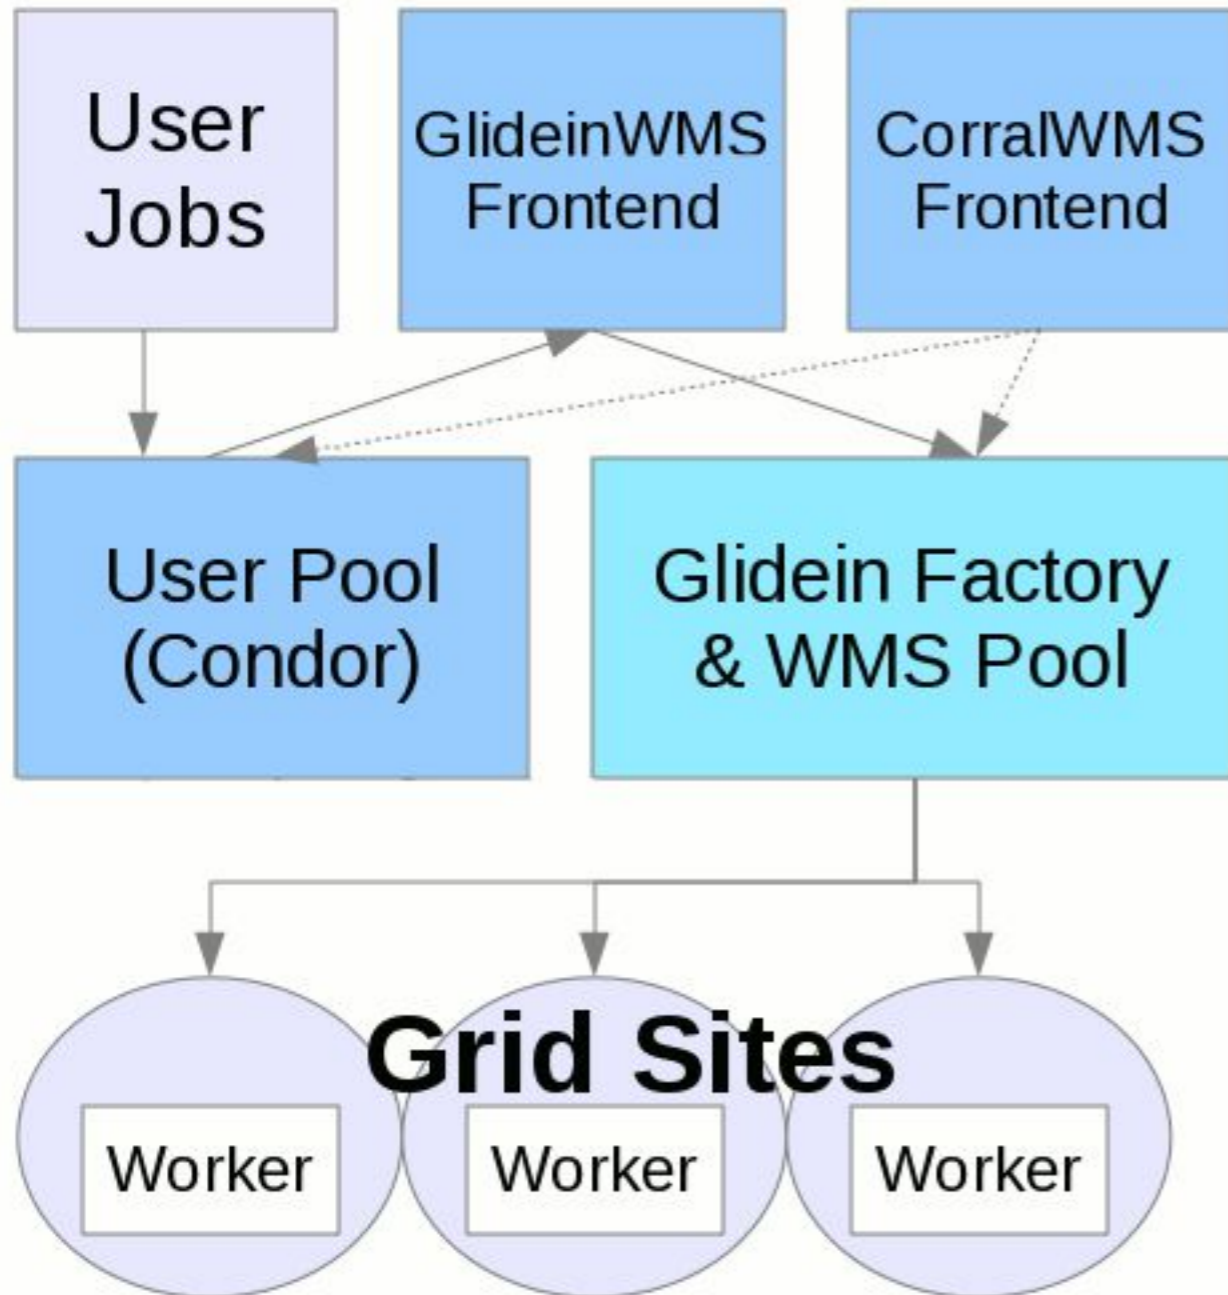 User
Jobs
GlideinWMS
Frontend
CorralWMS
Frontend
User Pool
(Condor)
Glidein Factory
& WMS Pool
Grid Sites
Worker
Worker
Worker